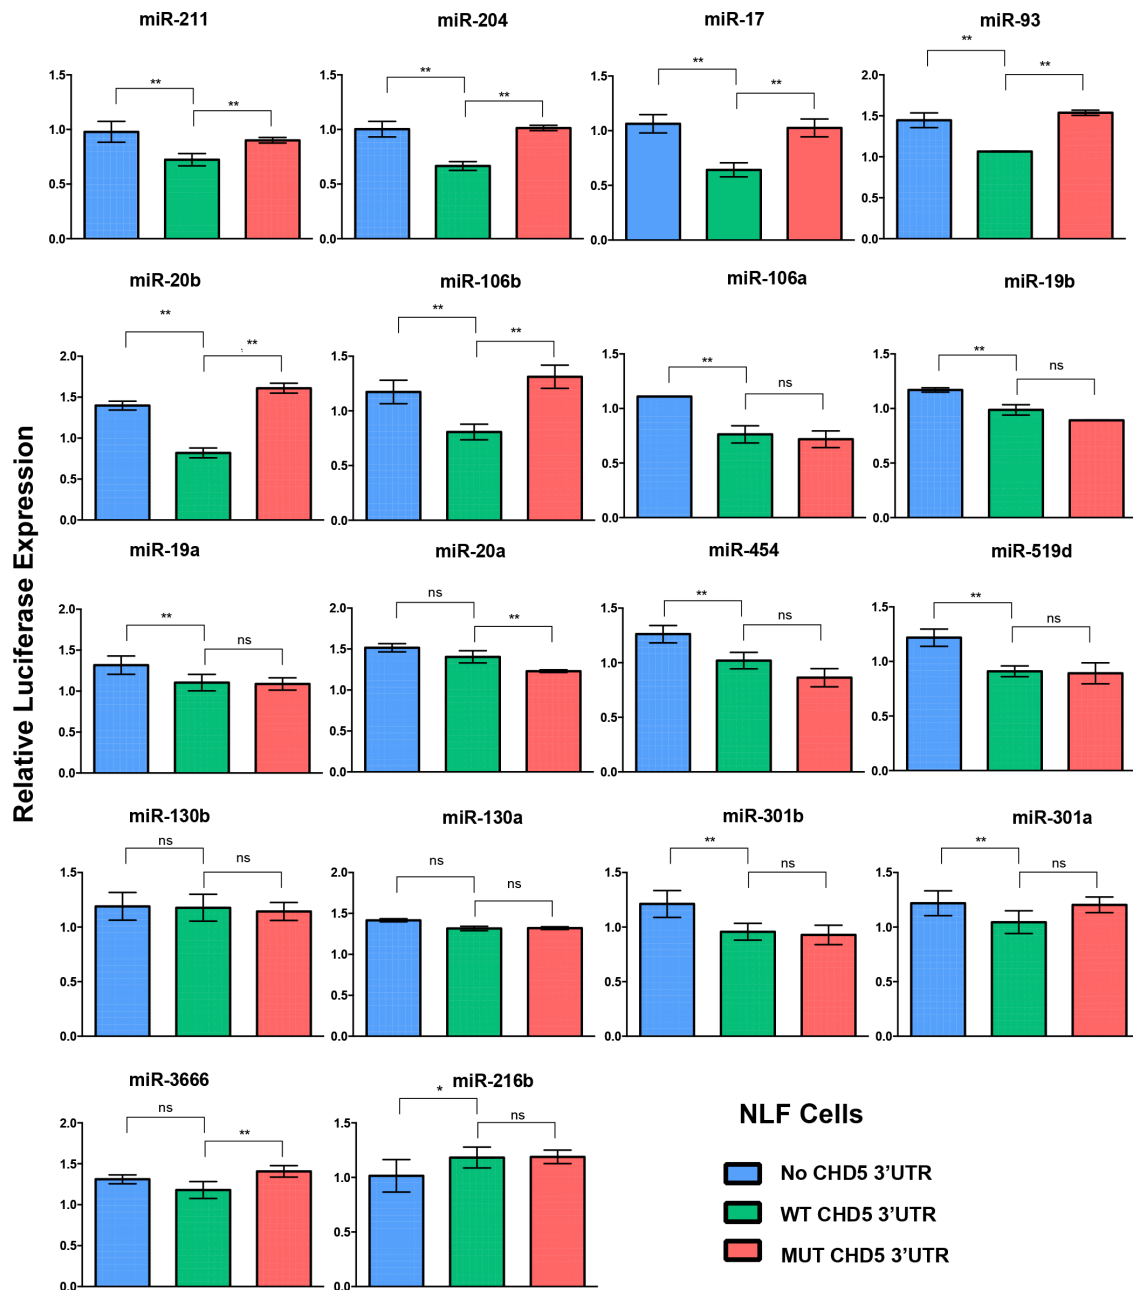 miR-211 miR-204 miR-17 miR-93
1.5 1.0 0.5 0.0 ** **
1.5 1.0 0.5 0.0 ** **
1.5 1.0 0.5 0.0 ** **
2.0 1.5 1.0 0.5 0.0 ** **
miR-20b miR-106b miR-106a miR-19b
2.0 1.5 1.0 0.5 0.0 ** **
1.5 1.0 0.5 0.0 ** **
1.5 1.0 0.5 0.0 ** ns
1.5 1.0 0.5 0.0 ** ns
Relative Luciferase Expression
miR-19a miR-20a miR-454 miR-519d
2.0 1.5 1.0 0.5 0.0 ** ns
2.0 1.5 1.0 0.5 0.0 ns **
1.5 1.0 0.5 0.0 ** ns
1.5 1.0 0.5 0.0 ** ns
miR-130b miR-130a miR-301b miR-301a
1.5 1.0 0.5 0.0 ns ns
2.0 1.5 1.0 0.5 0.0 ns ns
1.5 1.0 0.5 0.0 ** ns
1.5 1.0 0.5 0.0 ** ns
miR-3666 miR-216b
2.0 1.5 1.0 0.5 0.0 ns **
1.5 1.0 0.5 0.0 * ns
NLF Cells
No CHD5 3'UTR
WT CHD5 3'UTR
MUT CHD5 3'UTR